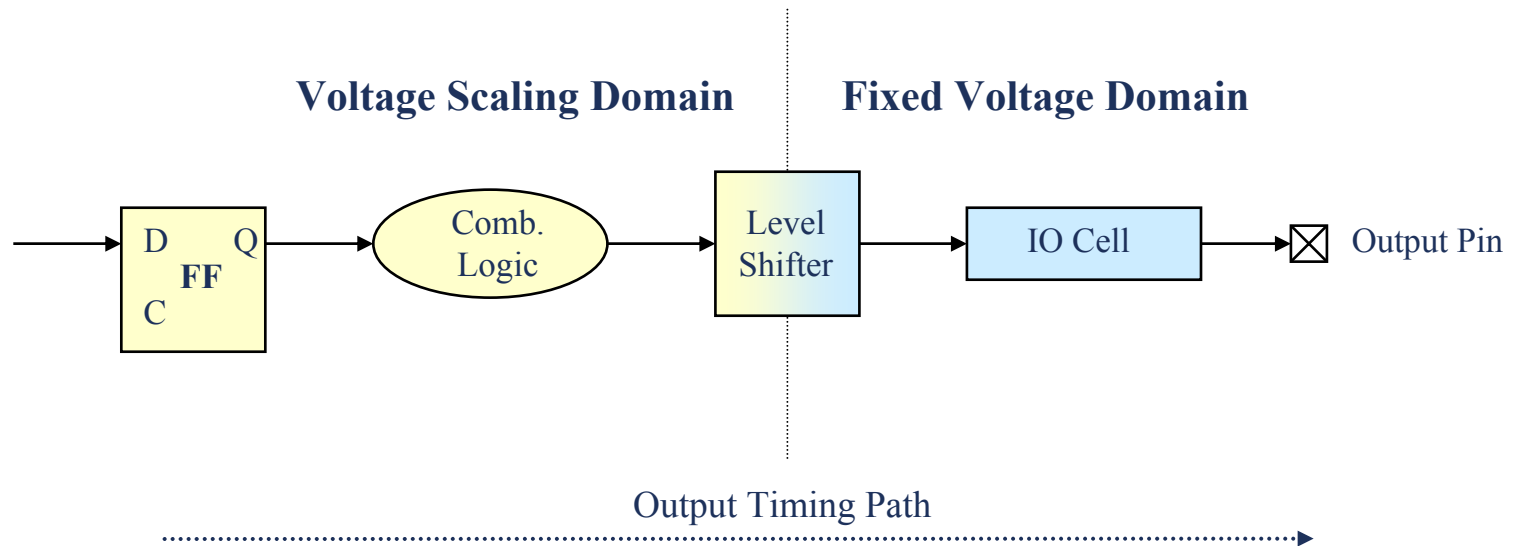 Voltage Scaling Domain
Fixed Voltage Domain
D Q
FF
C
Comb.
Logic
Level
Shifter
IO Cell
Output Pin
Output Timing Path